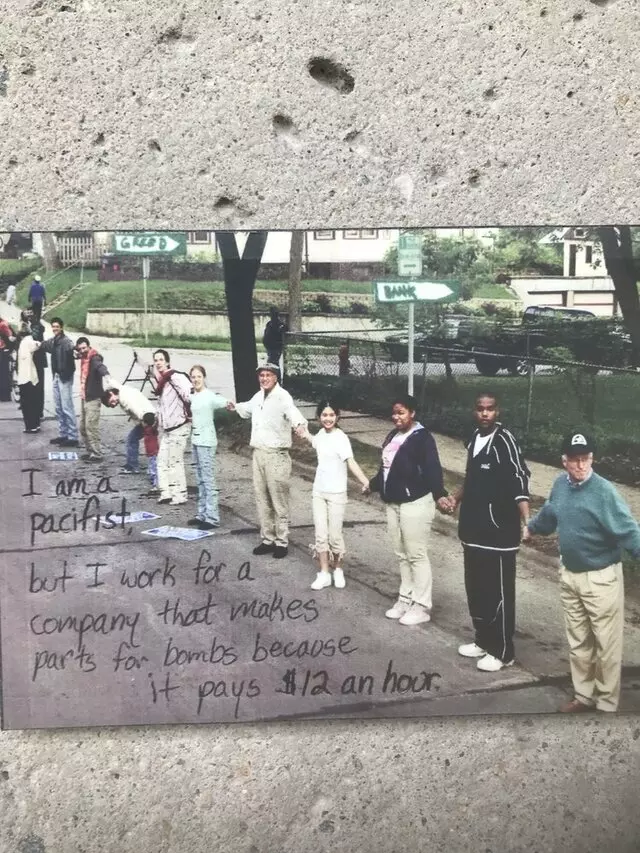 BANK
I am a
pacifist,
but I work for a
company that makes
parts for bombs because
it pays $12 an hour.